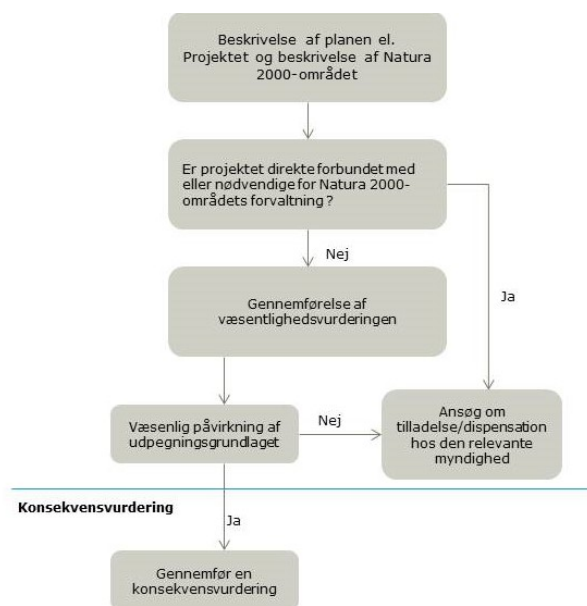 Beskrivelse af planen el.
Projektet og beskrivelse af Natura
2000-området
Er projektet direkte forbundet med
eller nødvendige for Natura 2000-
områdets forvaltning ?
Nej
Ja
Gennemførelse af
væsentlighedsvurderingen
Væsenlig påvirkning af
udpegningsgrundlaget
Nej
Ansøg om
tilladelse/dispensation
hos den relevante
myndighed
Konsekvensvurdering
Ja
Gennemfør en
konsekvensvurdering